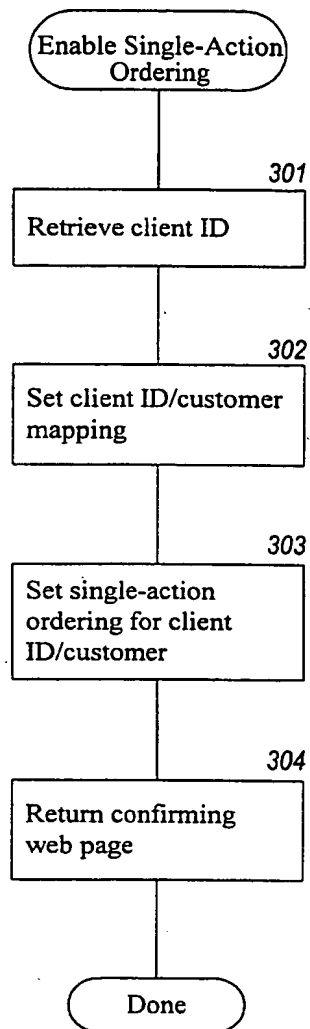 Enable Single-Action
Ordering
301
Retrieve client ID
302
Set client ID/customer
mapping
303
Set single-action
ordering for client
ID/customer
304
Return confirming
web page
Done